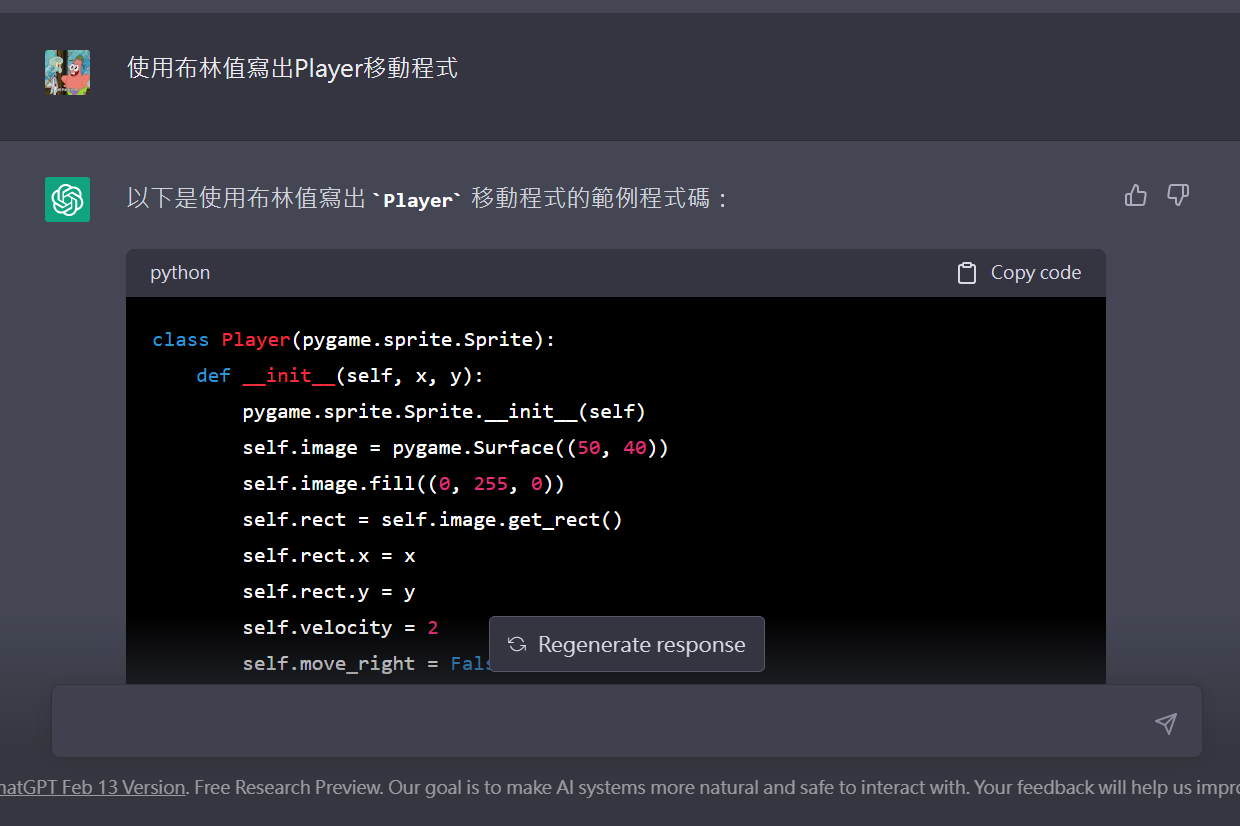 使用布林值寫出Player移動程式
以下是使用布林值寫出 `Player` 移動程式的範例程式碼：
python
Copy code
class Player(pygame.sprite.Sprite):
def __init__(self, x, y):
pygame.sprite.Sprite.__init__(self)
self.image = pygame.Surface((50, 40))
self.image.fill((0, 255, 0))
self.rect = self.image.get_rect()
self.rect.x = x
self.rect.y = y
self.velocity = 2
self.move_right = Fals
Regenerate response
hatGPT Feb 13 Version. Free Research Preview. Our goal is to make AI systems more natural and safe to interact with. Your feedback will help us impro